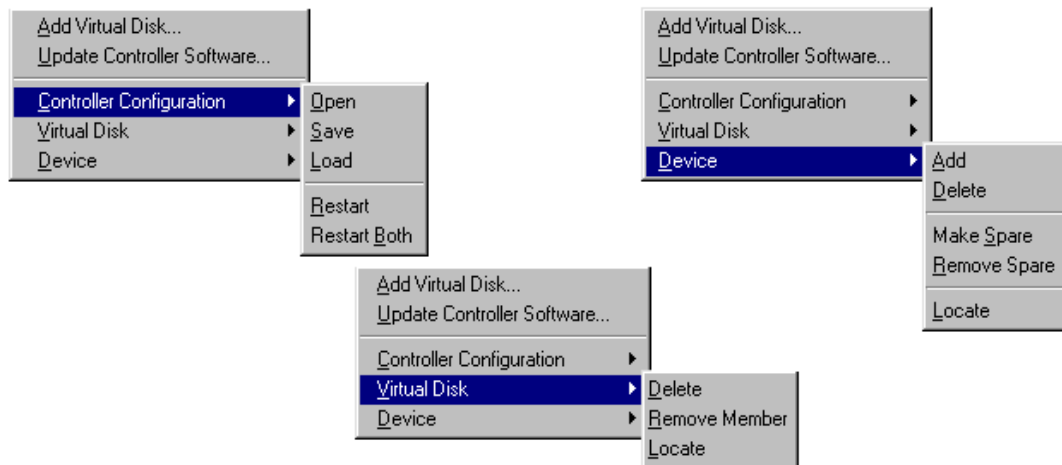 Add Virtual Disk...
Update Controller Software...
Controller Configuration
Virtual Disk
Device
Open
Save
Load
Restart
Restart Both
Add Virtual Disk...
Update Controller Software...
Controller Configuration
Virtual Disk
Device
Add
Delete
Make Spare
Remove Spare
Locate
Add Virtual Disk...
Update Controller Software...
Controller Configuration
Virtual Disk
Device
Delete
Remove Member
Locate